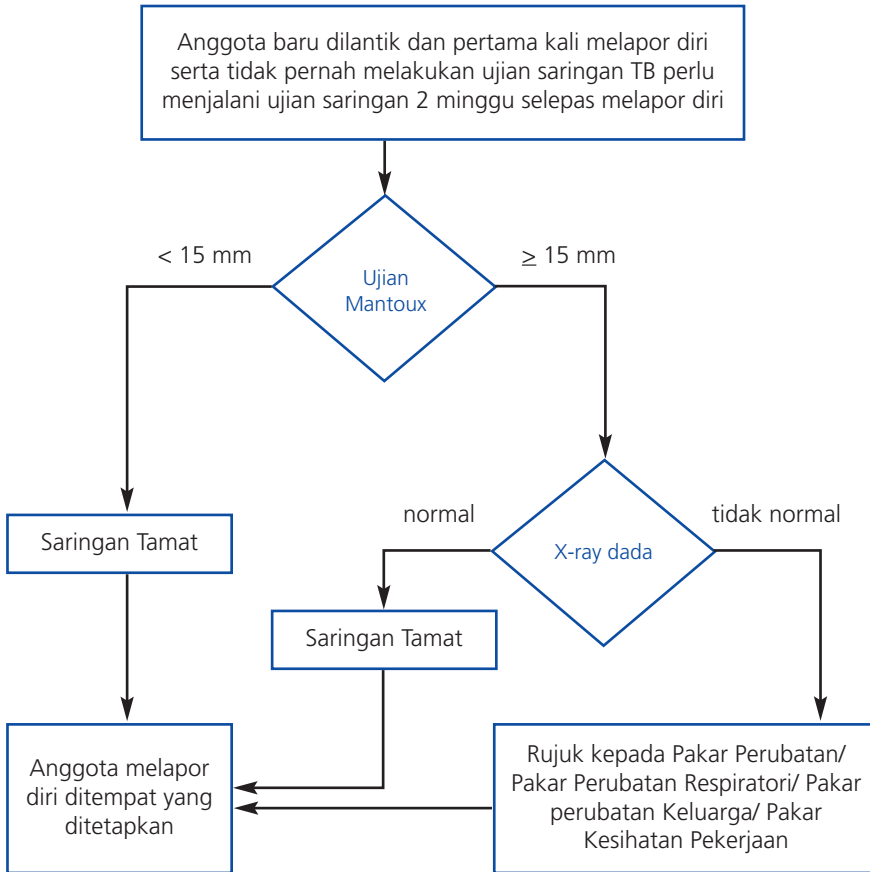 Anggota baru dilantik dan pertama kali melapor diri
serta tidak pernah melakukan ujian saringan TB perlu
menjalani ujian saringan 2 minggu selepas melapor diri
< 15 mm
≥ 15 mm
Ujian
Mantoux
normal
tidak normal
X-ray dada
Saringan Tamat
Saringan Tamat
Anggota melapor
diri ditempat yang
ditetapkan
Rujuk kepada Pakar Perubatan/
Pakar Perubatan Respiratori/ Pakar
perubatan Keluarga/ Pakar
Kesihatan Pekerjaan